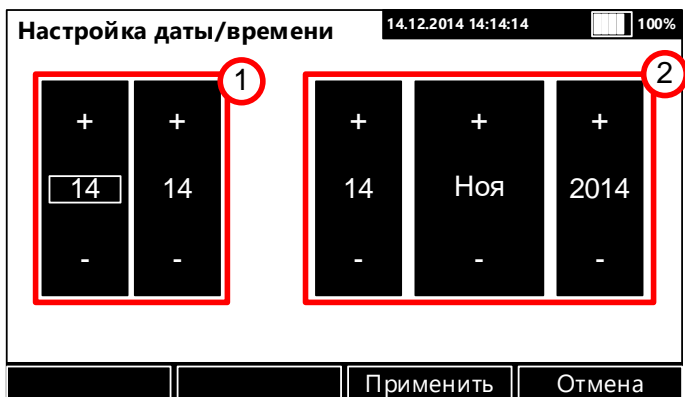 Настройка даты/времени 14.12.2014 14:14:14 100%
1 2
+ + + + +
14 14 14 Ноя 2014
- - - - -
Применить Отмена